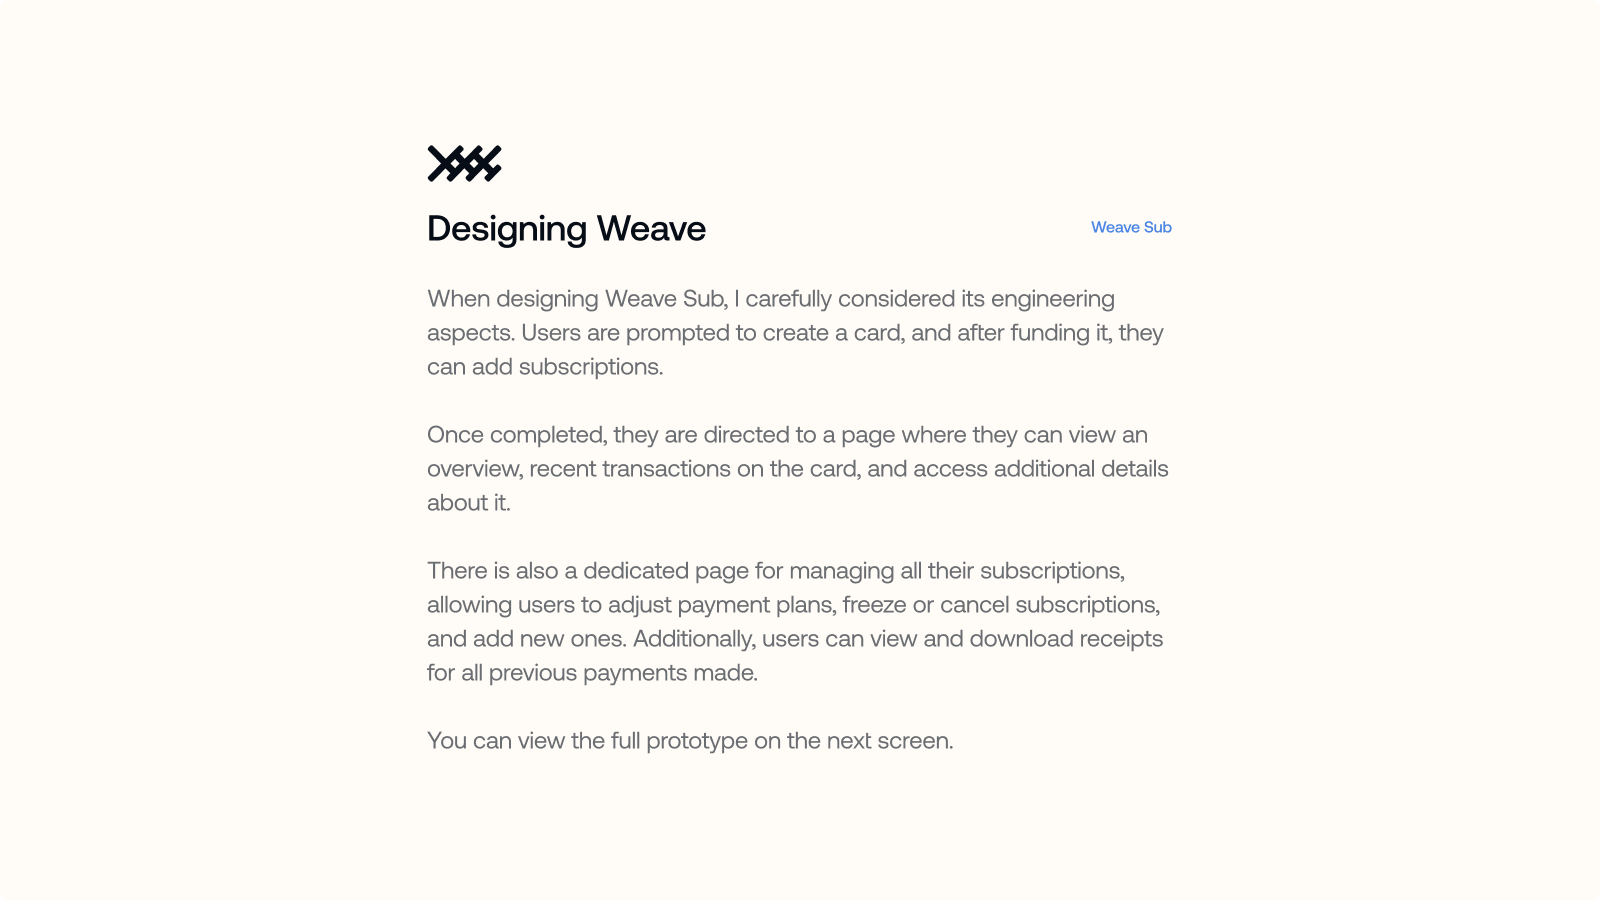 Designing Weave
Weave Sub
When designing Weave Sub, I carefully considered its engineering
aspects. Users are prompted to create a card, and after funding it, they
can add subscriptions.
Once completed, they are directed to a page where they can view an
overview, recent transactions on the card, and access additional details
about it.
There is also a dedicated page for managing all their subscriptions,
allowing users to adjust payment plans, freeze or cancel subscriptions,
and add new ones. Additionally, users can view and download receipts
for all previous payments made.
You can view the full prototype on the next screen.